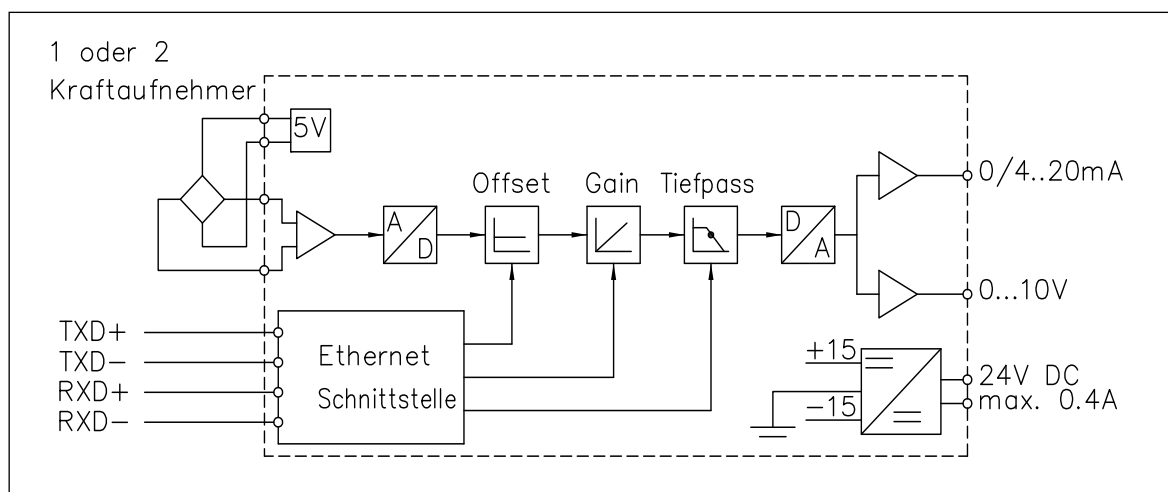 1 oder 2
Kraftaufnehmer
5V
Offset
Gain
Tiefpass
0/4..20mA
A
D
D
A
0...10V
TXD+
TXD-
RXD+
RXD-
Ethernet
Schnittstelle
+15
-15
24V DC
max. 0.4A